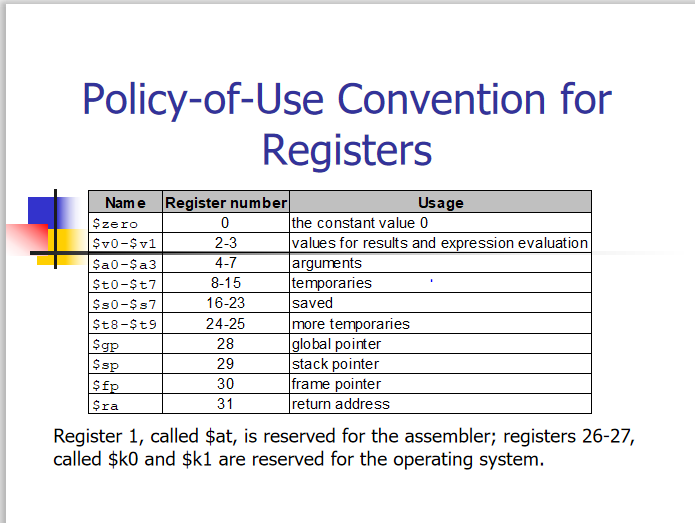 Policy-of-Use Convention for
Registers
Name Register number Usage
$zero 0 the constant value 0
$v0-$v1 2-3 values for results and expression evaluation
$a0-$a3 4-7 arguments
$t0-$t7 8-15 temporaries
$s0-$s7 16-23 saved
$t8-$t9 24-25 more temporaries
$gp 28 global pointer
$sp 29 stack pointer
$fp 30 frame pointer
$ra 31 return address
Register 1, called $at, is reserved for the assembler; registers 26-27,
called $k0 and $k1 are reserved for the operating system.